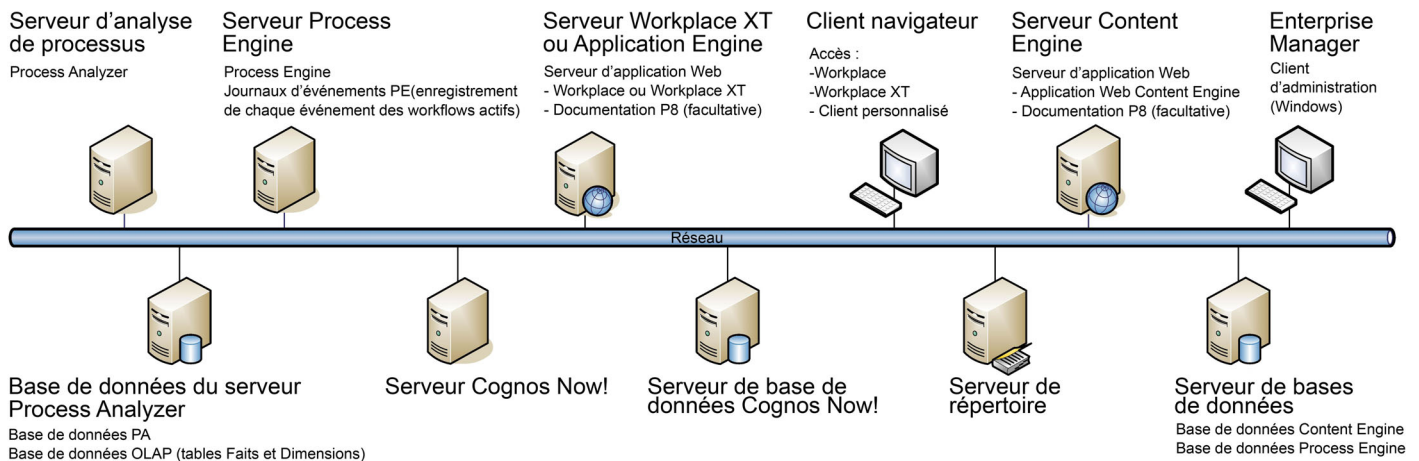 Serveur d'analyse
de processus
Process Analyzer
Serveur Process
Engine
Process Engine
Journaux d'événements PE(enregistrement
de chaque événement des workflows actifs)
Serveur Workplace XT
ou Application Engine
Serveur d'application Web
- Workplace ou Workplace XT
- Documentation P8 (facultative)
Client navigateur
Accès :
-Workplace
-Workplace XT
- Client personnalisé
Serveur Content
Engine
Serveur d'application Web
- Application Web Content Engine
- Documentation P8 (facultative)
Enterprise
Manager
Client
d'administration
(Windows)
Réseau
Base de données du serveur
Process Analyzer
Base de données PA
Base de données OLAP (tables Faits et Dimensions)
Serveur Cognos Now!
Serveur de base de
données Cognos Now!
Serveur de
répertoire
Serveur de bases
de données
Base de données Content Engine
Base de données Process Engine